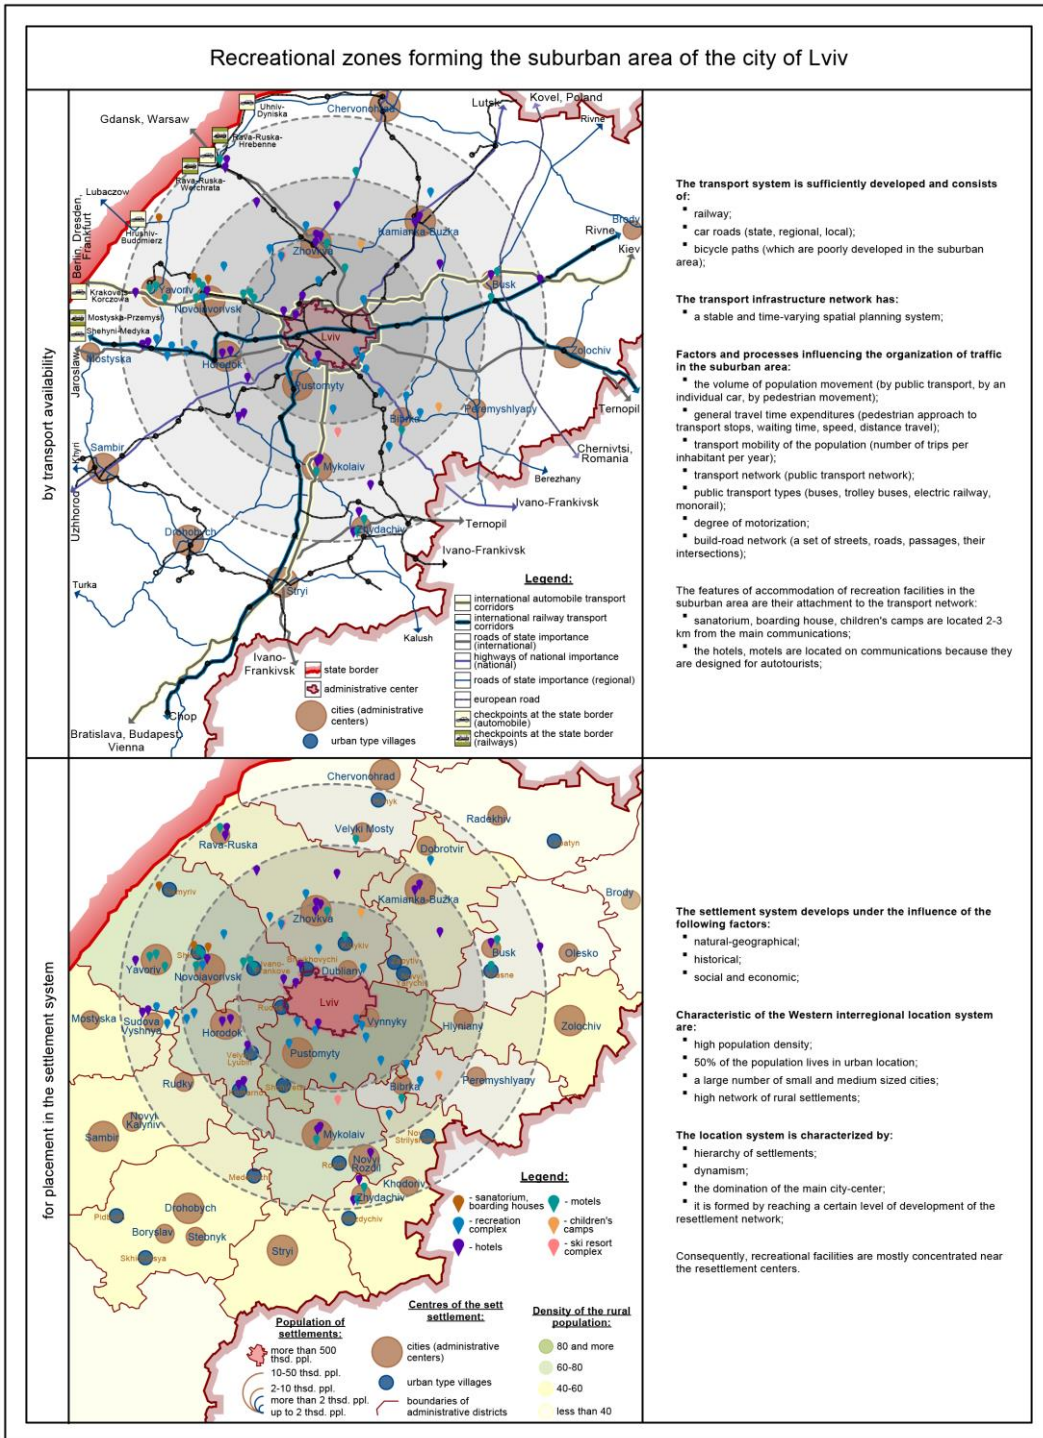 Recreational zones forming the suburban area of the city of Lviv
by transport availability
Uhniv-
Dyniska
Chervonohrad
Lutsk
Kovel, Poland
Gdansk, Warsaw
Rava-Ruska-
Hrebenne
Rivne
Rava-Ruska-
Werchrata
Lubaczow
Berlin, Dresden,
Frankfurt
Hrushiv-
Budomierz
Kamianka-Bużka
Brody
Rivne
Zhovkva
Kiev
Yavoriv
Busk
Krakovets-
Korczowa
Novoiavorivsk
Mostyska-Przemysl
Shehyni-Medyka
Lviv
Mostyska
Horodok
Zolochiv
Jaroslaw
Pustomyty
Peremyshlyany
Bibrka
Ternopil
Sambir
Khyri
Mykolaiv
Chernivtsi,
Romania
Berezhany
Uzhhorod
Ivano-Frankivsk
Drohobych
Zhydachiv
Ternopil
Ivano-Frankivsk
Turka
Stryi
Kalush
Ivano-
Frankivsk
Chop
Bratislava, Budapest,
Vienna
Legend:
international automobile transport
corridors
international railway transport
corridors
roads of state importance
(international)
highways of national importance
(national)
roads of state importance (regional)
european road
checkpoints at the state border
(automobile)
checkpoints at the state border
(railways)
state border
administrative center
cities (administrative
centers)
urban type villages
The transport system is sufficiently developed and consists
of:
▪ railway;
▪ car roads (state, regional, local);
▪ bicycle paths (which are poorly developed in the suburban
area);
The transport infrastructure network has:
▪ a stable and time-varying spatial planning system;
Factors and processes influencing the organization of traffic
in the suburban area:
▪ the volume of population movement (by public transport, by an
individual car, by pedestrian movement);
▪ general travel time expenditures (pedestrian approach to
transport stops, waiting time, speed, distance travel);
▪ transport mobility of the population (number of trips per
inhabitant per year);
▪ transport network (public transport network);
▪ public transport types (buses, trolley buses, electric railway,
monorail);
▪ degree of motorization;
▪ build-road network (a set of streets, roads, passages, their
intersections);
The features of accommodation of recreation facilities in the
suburban area are their attachment to the transport network:
▪ sanatorium, boarding house, children's camps are located 2-3
km from the main communications;
▪ the hotels, motels are located on communications because they
are designed for autotourists;
for placement in the settlement system
Chervonohrad
Velyki Mosty
Radekhiv
Rava-Ruska
Dobrotvir
Brody
Kamianka-Bużka
Zhovkva
Yavoriv
Novoiavorivsk
Dubliany
Busk
Olesko
Lviv
Mostyska
Sudova
Vyshnya
Horodok
Vynnyky
Hlyniany
Zolochiv
Pustomyty
Rudky
Bibrka
Peremyshlyany
Novyi
Kalyniv
Sambir
Mykolaiv
Novyi
Rozdil
Khodoriv
Zhydachiv
Drohobych
Boryslav
Stebnyk
Stryi
Legend:
- sanatorium,
boarding houses
- recreation
complex
- hotels
- motels
- children's
camps
- ski resort
complex
Population of
settlements:
more than 500
thsd. ppl.
10-50 thsd. ppl.
2-10 thsd. ppl.
more than 2 thsd. ppl.
up to 2 thsd. ppl.
Centres of the sett
settlement:
cities (administrative
centers)
urban type villages
boundaries of
administrative districts
Density of the rural
population:
80 and more
60-80
40-60
less than 40
The settlement system develops under the influence of the
following factors:
▪ natural-geographical;
▪ historical;
▪ social and economic;
Characteristic of the Western interregional location system
are:
▪ high population density;
▪ 50% of the population lives in urban location;
▪ a large number of small and medium sized cities;
▪ high network of rural settlements;
The location system is characterized by:
▪ hierarchy of settlements;
▪ dynamism;
▪ the domination of the main city-center;
▪ it is formed by reaching a certain level of development of the
resettlement network;
Consequently, recreational facilities are mostly concentrated near
the resettlement centers.